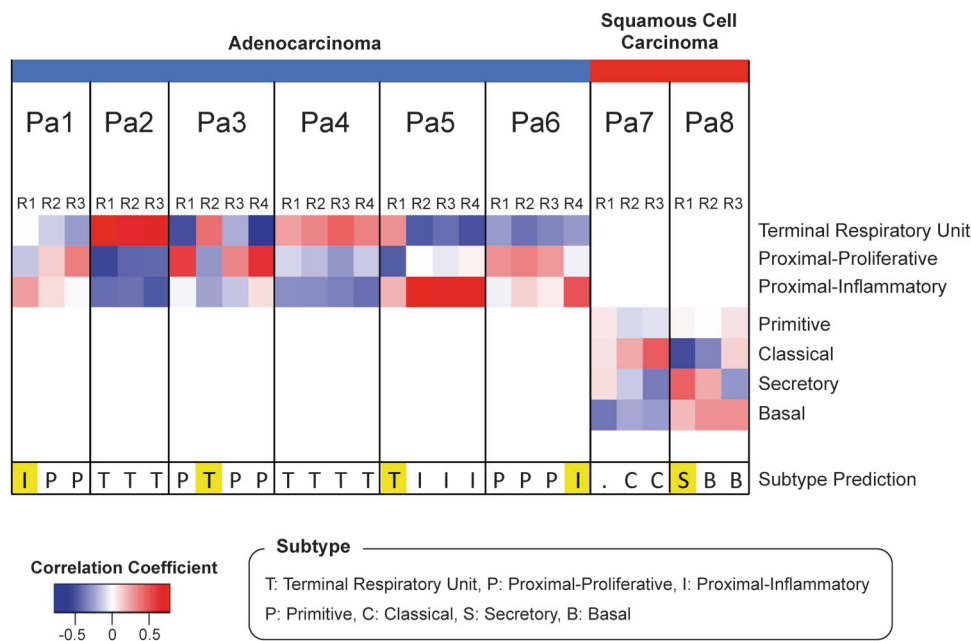 Adenocarcinoma
Squamous Cell
Carcinoma
Pa1 Pa2 Pa3 Pa4 Pa5 Pa6 Pa7 Pa8
R1 R2 R3 R1 R2 R3 R1 R2 R3 R4 R1 R2 R3 R4 R1 R2 R3 R4 R1 R2 R3 R4 R1 R2 R3 R1 R2 R3
Terminal Respiratory Unit
Proximal-Proliferative
Proximal-Inflammatory
Primitive
Classical
Secretory
Basal
I P P T T T P T P P T T T T T I I I P P P I . C C S B B Subtype Prediction
Correlation Coefficient
-0.5 0 0.5
Subtype
T: Terminal Respiratory Unit, P: Proximal-Proliferative, I: Proximal-Inflammatory
P: Primitive, C: Classical, S: Secretory, B: Basal